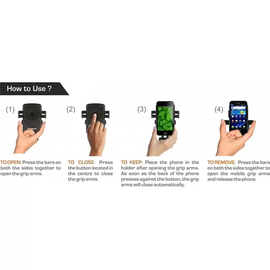 How to Use ?
(1)
(2)
(3)
(4)
TO OPEN: Press the bars on
both the sides together to
open the grip arms.
TO CLOSE: Press
the button located
in the centre to close
the grip arms.
TO KEEP: Place the phone in the
holder after opening the grip arms.
As soon as the back of the phone
presses against the button, the grip
arms will close automatically.
TO REMOVE: Press the bars
on both the sides together to
open the mobile grip arms
and release the phone.